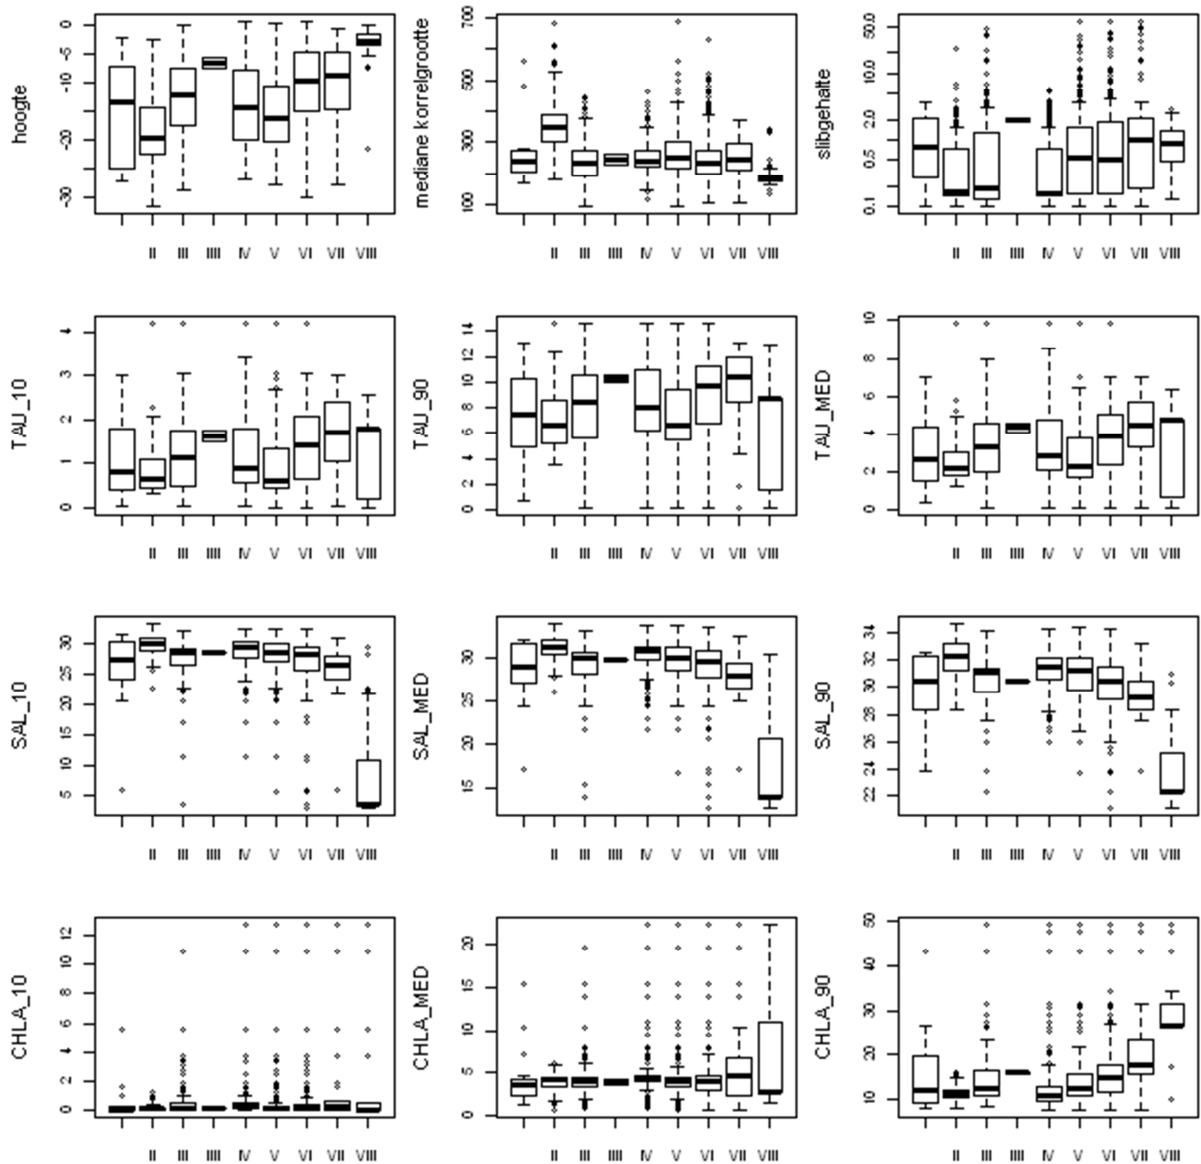 hoogte
0
-5
-10
-20
-30
II III IIII IV V VI VII VIII
mediane korrelgrootte
700
500
300
100
II III IIII IV V VI VII VIII
slibgehalte
50.0
10.0
2.0
0.5
0.1
II III IIII IV V VI VII VIII
TAU_10
4
3
2
1
0
II III IIII IV V VI VII VIII
TAU_90
14
12
10
8
6
4
2
0
II III IIII IV V VI VII VIII
TAU_MED
10
8
6
4
2
0
II III IIII IV V VI VII VIII
SAL_10
30
25
20
15
10
5
II III IIII IV V VI VII VIII
SAL_MED
30
25
20
15
II III IIII IV V VI VII VIII
SAL_90
34
32
30
28
26
24
22
II III IIII IV V VI VII VIII
CHLA_10
12
10
8
6
4
2
0
II III IIII IV V VI VII VIII
CHLA_MED
20
15
10
5
0
II III IIII IV V VI VII VIII
CHLA_90
50
40
30
20
10
II III IIII IV V VI VII VIII